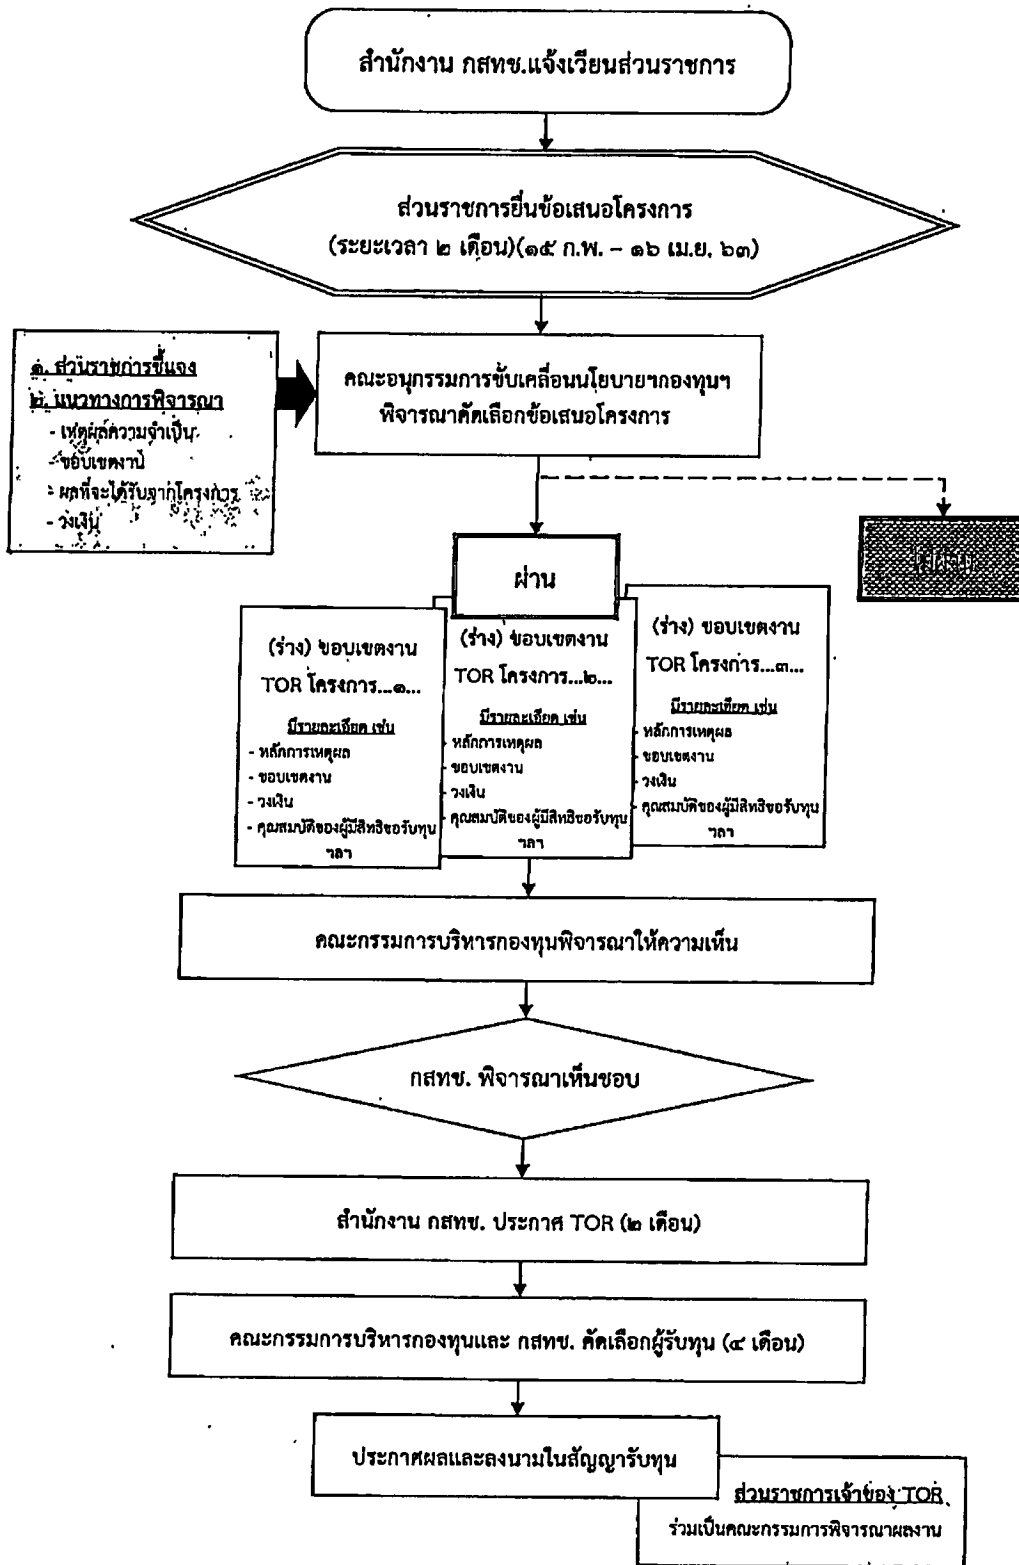 สำนักงาน กสทช.แจ้งเวียนส่วนราชการ
ส่วนราชการยื่นข้อเสนอโครงการ
(ระยะเวลา ๒ เดือน)(๑๕ ก.พ. – ๑๖ เม.ย. ๖๓)
๑. ส่วนราชการชี้แจง
๒. แนวทางการพิจารณา
- เหตุผลความจำเป็น
- ขอบเขตงาน
- ผลที่จะได้รับจากโครงการ
- วงเงิน
คณะอนุกรรมการขับเคลื่อนนโยบายฯกองทุนฯ
พิจารณาคัดเลือกข้อเสนอโครงการ
ผ่าน
(ร่าง) ขอบเขตงาน
TOR โครงการ...๑...
มีรายละเอียด เช่น
- หลักการเหตุผล
- ขอบเขตงาน
- วงเงิน
- คุณสมบัติของผู้มีสิทธิขอรับทุน
ฯลฯ
(ร่าง) ขอบเขตงาน
TOR โครงการ...๒...
มีรายละเอียด เช่น
- หลักการเหตุผล
- ขอบเขตงาน
- วงเงิน
- คุณสมบัติของผู้มีสิทธิขอรับทุน
ฯลฯ
(ร่าง) ขอบเขตงาน
TOR โครงการ...๓...
มีรายละเอียด เช่น
- หลักการเหตุผล
- ขอบเขตงาน
- วงเงิน
- คุณสมบัติของผู้มีสิทธิขอรับทุน
ฯลฯ
คณะกรรมการบริหารกองทุนพิจารณาให้ความเห็น
กสทช. พิจารณาเห็นชอบ
สำนักงาน กสทช. ประกาศ TOR (๒ เดือน)
คณะกรรมการบริหารกองทุนและ กสทช. คัดเลือกผู้รับทุน (๔ เดือน)
ประกาศผลและลงนามในสัญญารับทุน
ส่วนราชการเจ้าของ TOR
ร่วมเป็นคณะกรรมการพิจารณาผลงาน